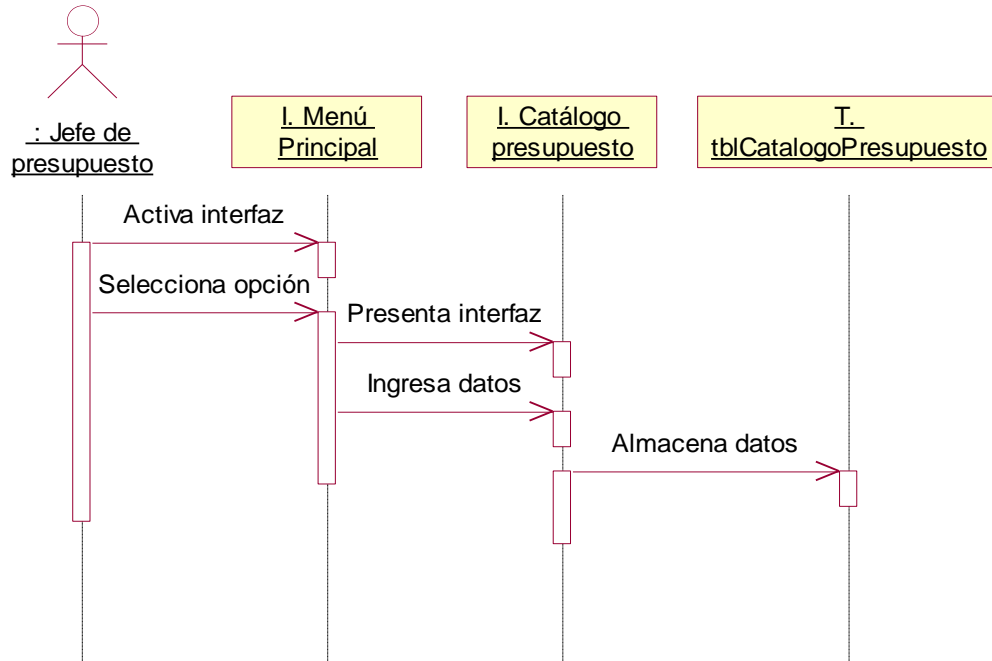 : Jefe de
presupuesto
I. Menú
Principal
I. Catálogo
presupuesto
T.
tblCatalogoPresupuesto
Activa interfaz
Selecciona opción
Presenta interfaz
Ingresa datos
Almacena datos